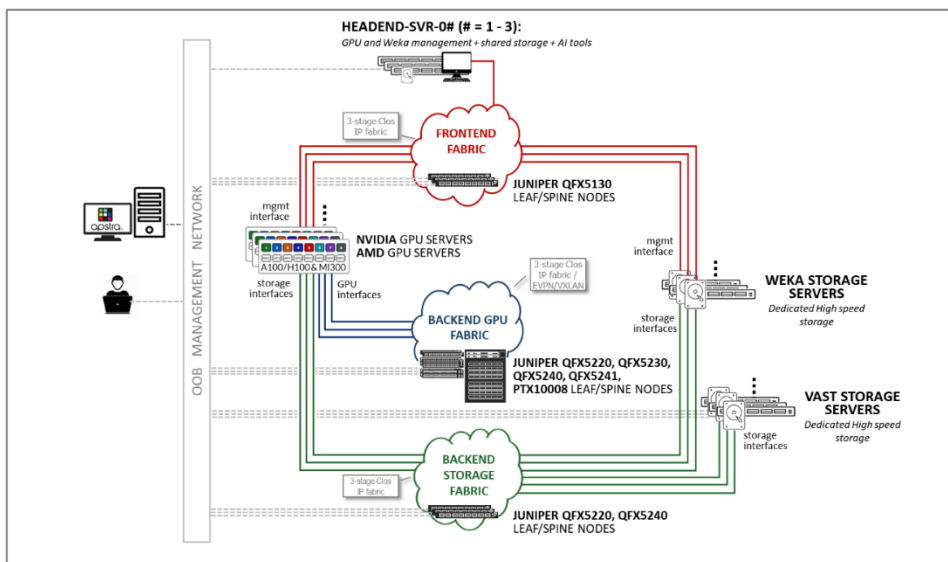 HEADEND-SVR-0# (# = 1 - 3):
GPU and Weka management + shared storage + AI tools
3-stage Clos
IP fabric
FRONTEND
FABRIC
JUNIPER QFX5130
LEAF/SPINE NODES
mgmt
interface
OOB MANAGEMENT NETWORK
apstra
NVIDIA GPU SERVERS
AMD GPU SERVERS
A100/H100 & MI300
storage
interfaces
GPU
interfaces
3-stage Clos
IP fabric /
EVPN/VXLAN
mgmt
interface
WEKA STORAGE
SERVERS
Dedicated High speed
storage
storage
interfaces
BACKEND GPU
FABRIC
JUNIPER QFX5220, QFX5230,
QFX5240, QFX5241,
PTX10008 LEAF/SPINE NODES
VAST STORAGE
SERVERS
Dedicated High speed
storage
storage
interfaces
BACKEND
STORAGE
FABRIC
3-stage Clos
IP fabric
JUNIPER QFX5220, QFX5240
LEAF/SPINE NODES